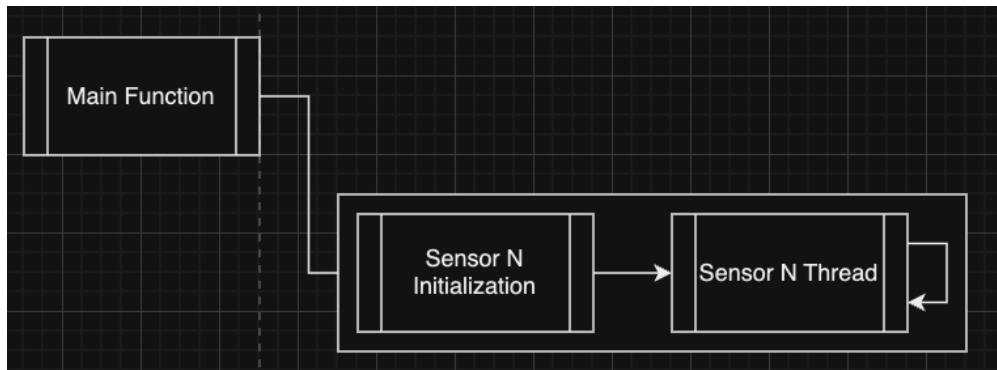 Main Function
Sensor N
Initialization
Sensor N Thread